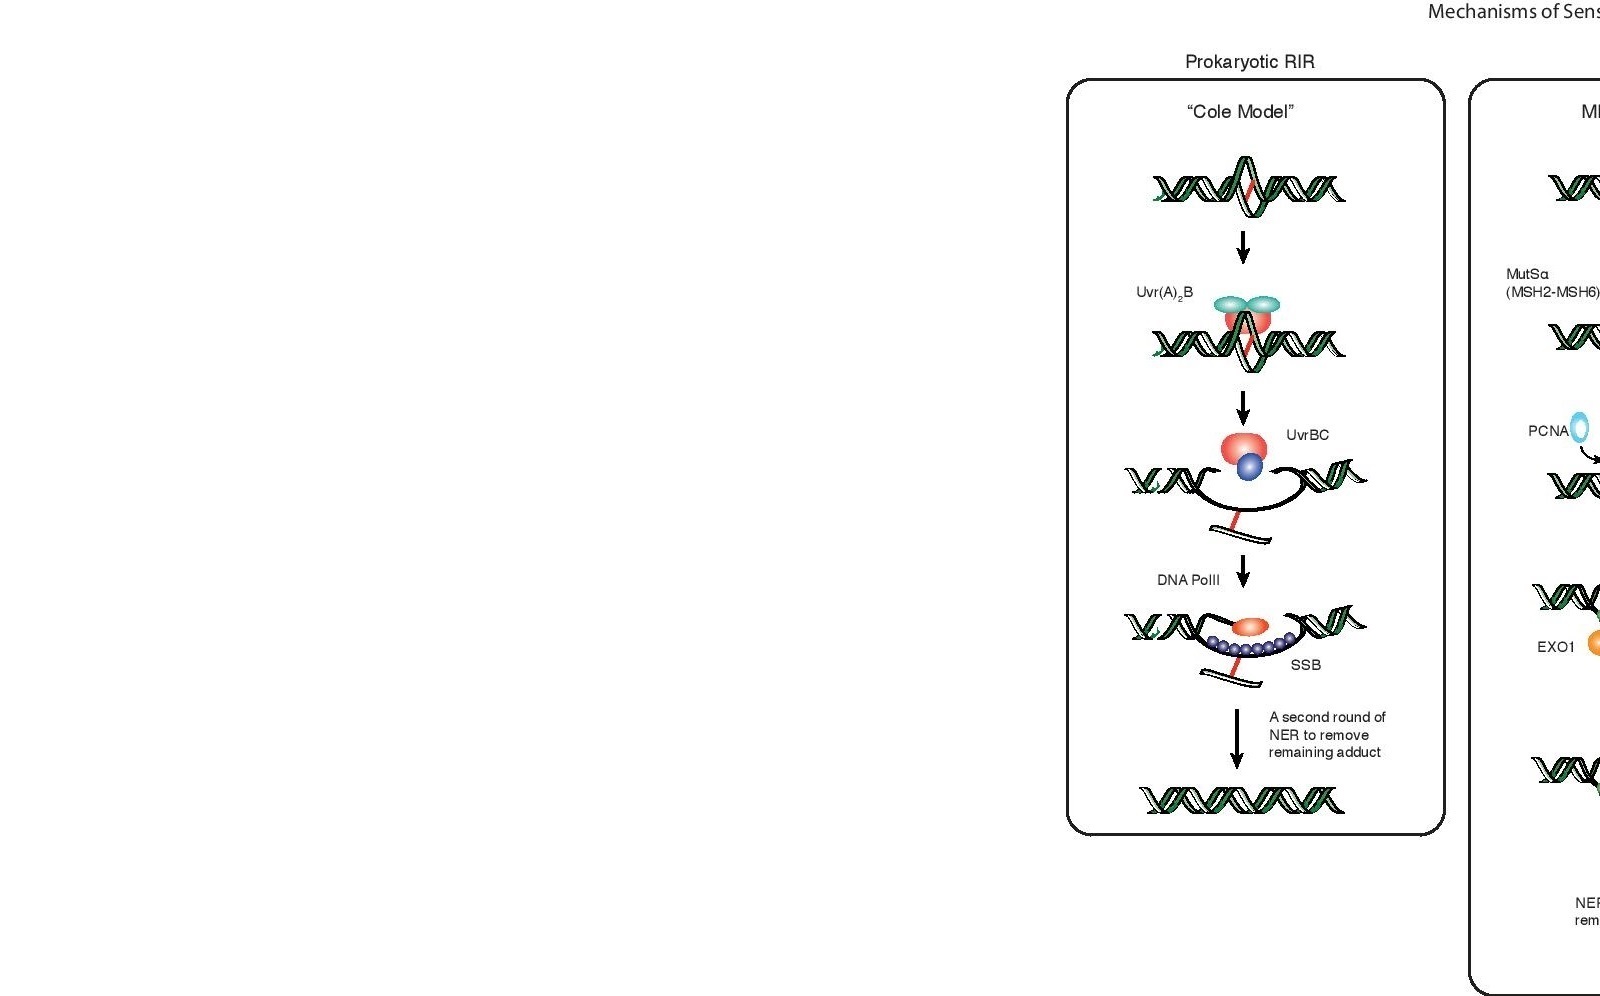 Mechanisms of Sens
Prokaryotic RIR
“Cole Model”
Uvr(A)₂B
UvrBC
DNA PolII
SSB
A second round of
NER to remove
remaining adduct
MutSα
(MSH2-MSH6)
PCNA
EXO1